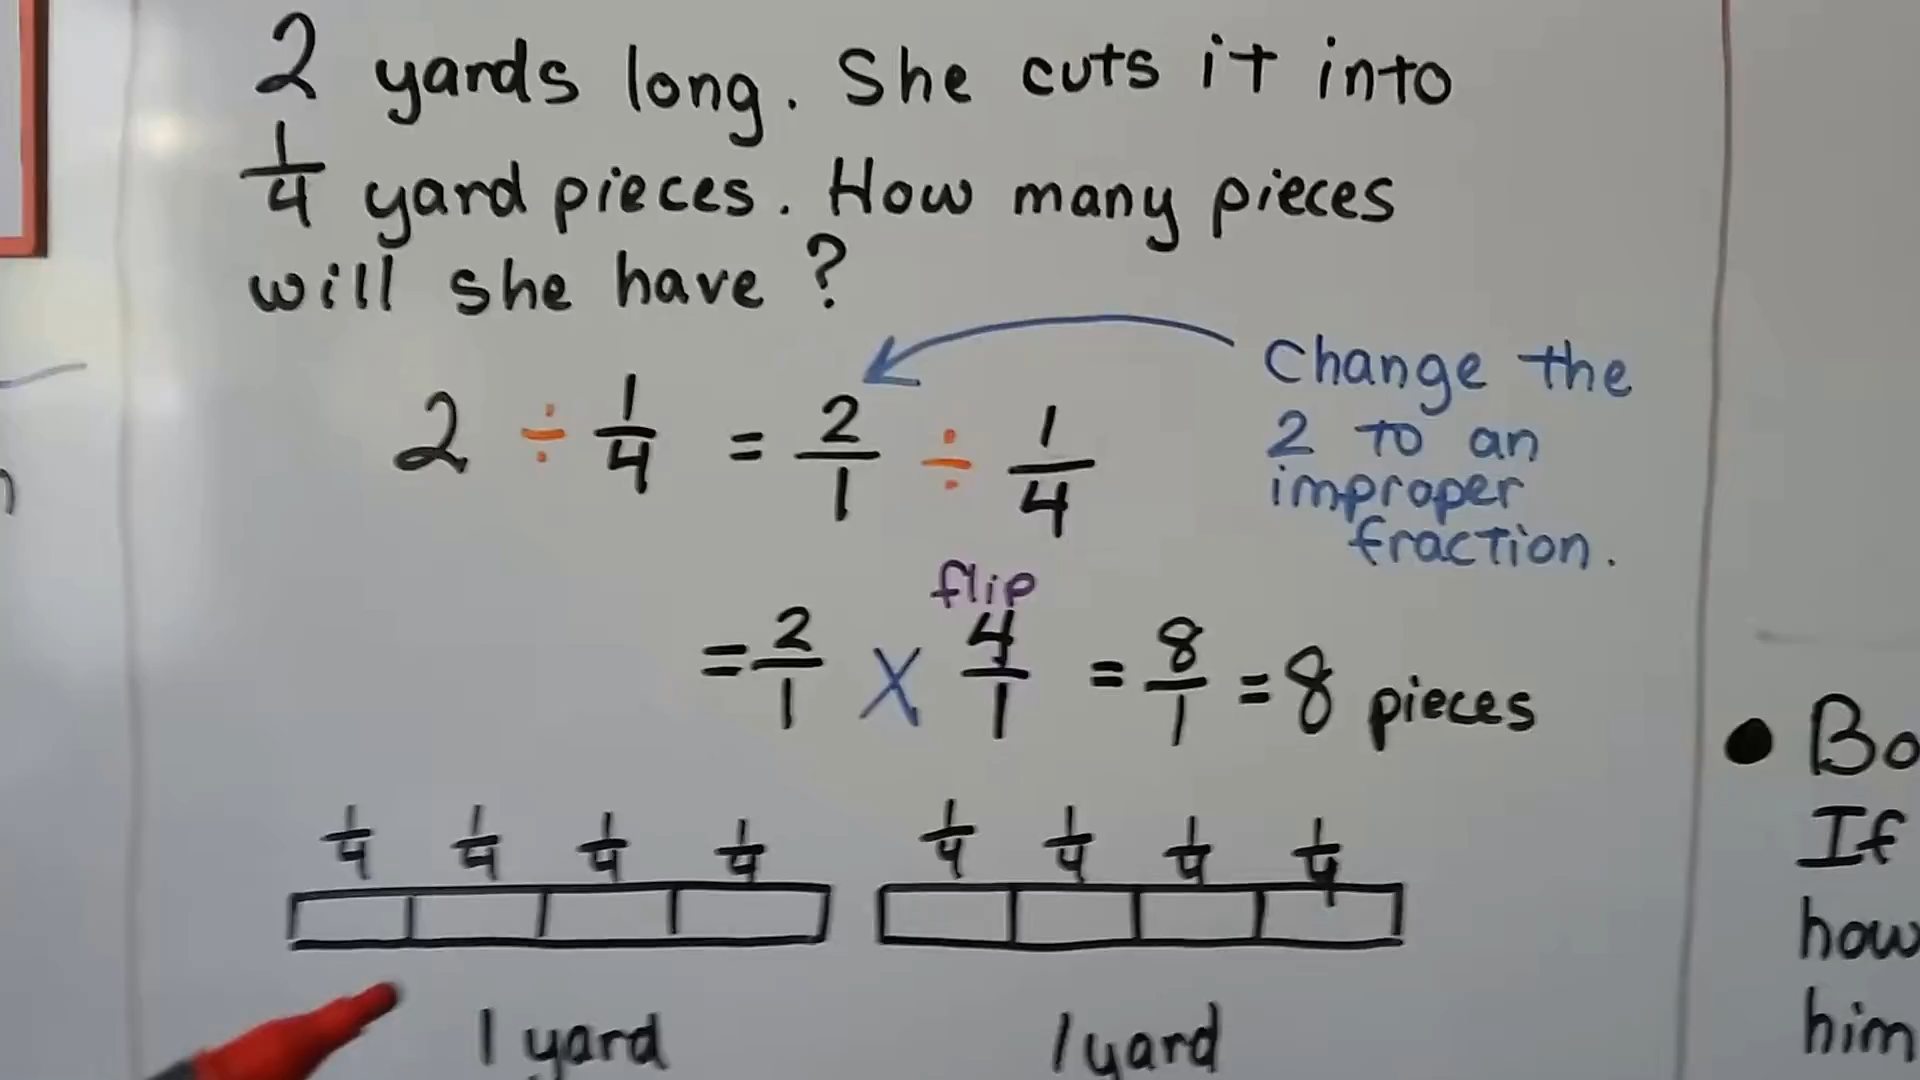 2 yards long. She cuts it into
1/4 yard pieces. How many pieces
will she have?
Change the
2 to an
improper
fraction.
2 ÷ 1/4 = 2/1 ÷ 1/4
flip
= 2/1 X 4/1 = 8/1 = 8 pieces
1/4 1/4 1/4 1/4 1/4 1/4 1/4 1/4
1 yard 1 yard
• Bo
If
how
him